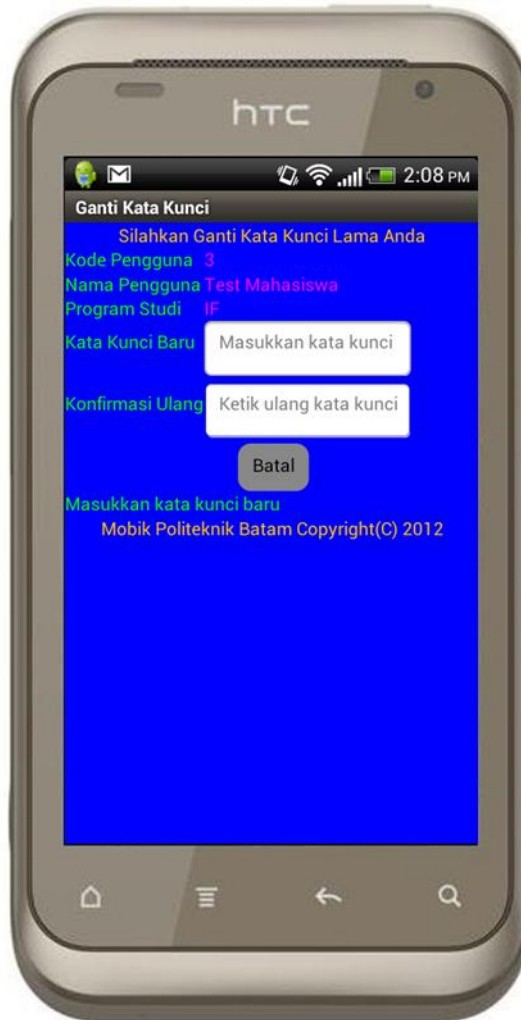 htc
2:08 PM
Ganti Kata Kunci
Silahkan Ganti Kata Kunci Lama Anda
Kode Pengguna 3
Nama Pengguna Test Mahasiswa
Program Studi IF
Kata Kunci Baru Masukkan kata kunci
Konfirmasi Ulang Ketik ulang kata kunci
Batal
Masukkan kata kunci baru
Mobik Politeknik Batam Copyright(C) 2012